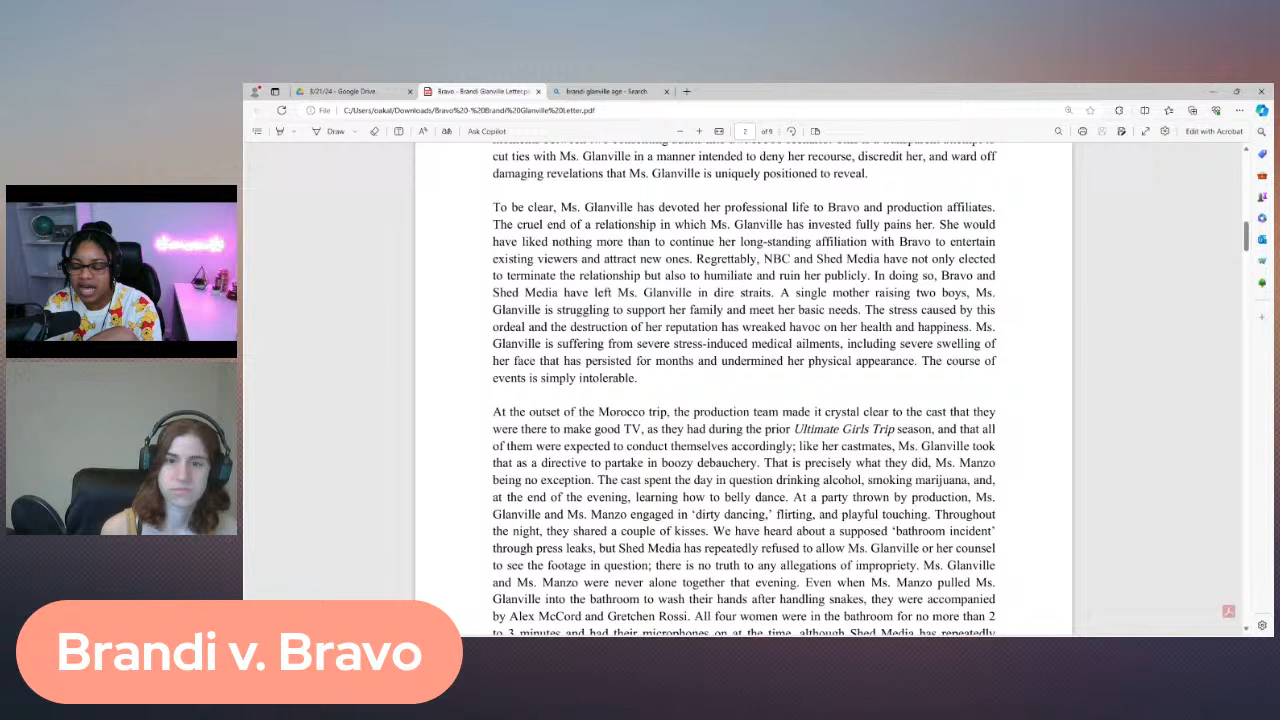 3/21/24 - Google Drive
Bravo - Brandi Glanville Letter.pd
brandi glanville age - Search
File
C:/Users/oakal/Downloads/Bravo%20-%20Brandi%20Glanville%20Letter.pdf
Draw
Ask Copilot
2 of 9
Edit with Acrobat
cut ties with Ms. Glanville in a manner intended to deny her recourse, discredit her, and ward off
damaging revelations that Ms. Glanville is uniquely positioned to reveal.
To be clear, Ms. Glanville has devoted her professional life to Bravo and production affiliates.
The cruel end of a relationship in which Ms. Glanville has invested fully pains her. She would
have liked nothing more than to continue her long-standing affiliation with Bravo to entertain
existing viewers and attract new ones. Regrettably, NBC and Shed Media have not only elected
to terminate the relationship but also to humiliate and ruin her publicly. In doing so, Bravo and
Shed Media have left Ms. Glanville in dire straits. A single mother raising two boys, Ms.
Glanville is struggling to support her family and meet her basic needs. The stress caused by this
ordeal and the destruction of her reputation has wreaked havoc on her health and happiness. Ms.
Glanville is suffering from severe stress-induced medical ailments, including severe swelling of
her face that has persisted for months and undermined her physical appearance. The course of
events is simply intolerable.
At the outset of the Morocco trip, the production team made it crystal clear to the cast that they
were there to make good TV, as they had during the prior Ultimate Girls Trip season, and that all
of them were expected to conduct themselves accordingly; like her castmates, Ms. Glanville took
that as a directive to partake in boozy debauchery. That is precisely what they did, Ms. Manzo
being no exception. The cast spent the day in question drinking alcohol, smoking marijuana, and,
at the end of the evening, learning how to belly dance. At a party thrown by production, Ms.
Glanville and Ms. Manzo engaged in 'dirty dancing,' flirting, and playful touching. Throughout
the night, they shared a couple of kisses. We have heard about a supposed 'bathroom incident'
through press leaks, but Shed Media has repeatedly refused to allow Ms. Glanville or her counsel
to see the footage in question; there is no truth to any allegations of impropriety. Ms. Glanville
and Ms. Manzo were never alone together that evening. Even when Ms. Manzo pulled Ms.
Glanville into the bathroom to wash their hands after handling snakes, they were accompanied
by Alex McCord and Gretchen Rossi. All four women were in the bathroom for no more than 2
to 3 minutes and had their microphones on at the time, although Shed Media has repeatedly
Brandi v. Bravo